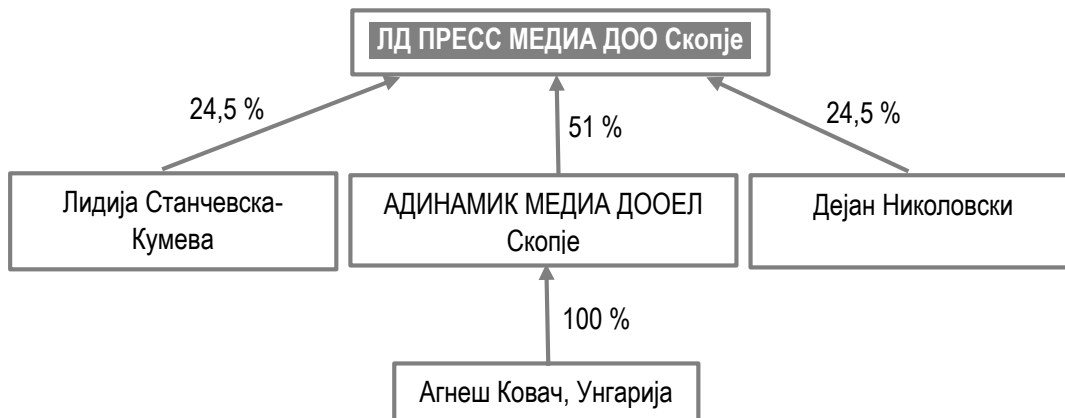 ЛД ПРЕСС МЕДИА ДОО Скопје
24,5 %
51 %
24,5 %
Лидија Станчевска-
Кумева
АДИНАМИК МЕДИА ДООЕЛ
Скопје
Дејан Николовски
100 %
Агнеш Ковач, Унгарија